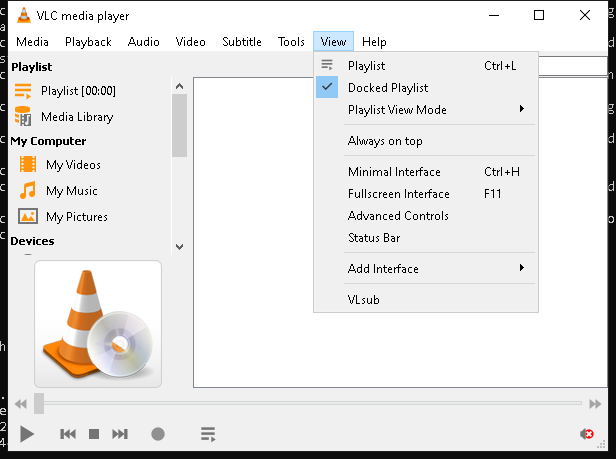 VLC media player
Media Playback Audio Video Subtitle Tools View Help
Playlist
Playlist [00:00]
Media Library
My Computer
My Videos
My Music
My Pictures
Devices
Playlist Ctrl+L
Docked Playlist
Playlist View Mode
Always on top
Minimal Interface Ctrl+H
Fullscreen Interface F11
Advanced Controls
Status Bar
Add Interface
VLsub